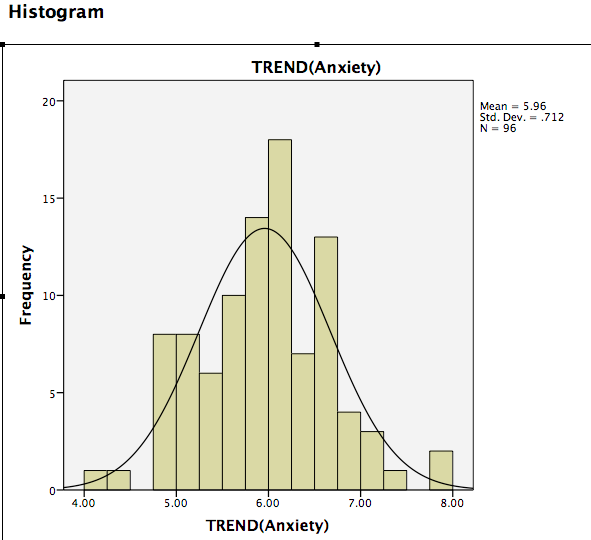 Histogram
TREND(Anxiety)
Mean = 5.96
Std. Dev. = .712
N = 96
20
15
10
5
0
Frequency
4.00 5.00 6.00 7.00 8.00
TREND(Anxiety)